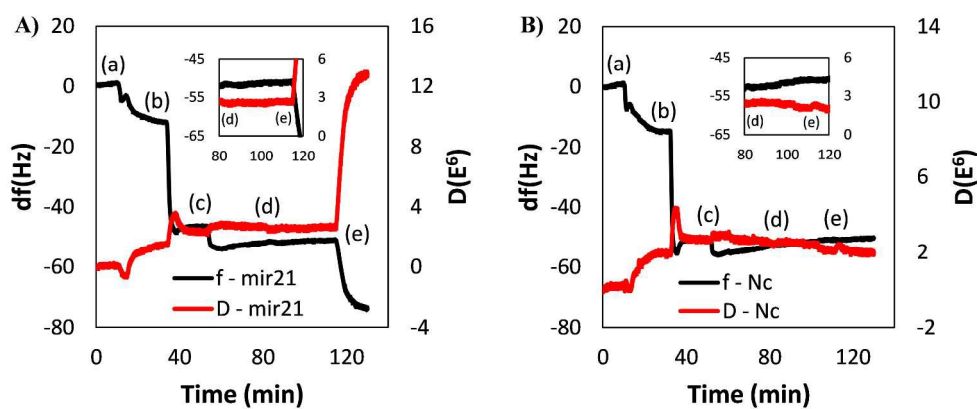 A)
20
0
-20
-40
-60
-80
df(Hz)
16
12
8
4
0
-4
D(E⁶)
0 40 80 120
Time (min)
(a)
(b)
(c)
(d)
(e)
-45
-55
-65
6
3
0
80 100 120
(d)
(e)
f - mir21
D - mir21
B)
20
0
-20
-40
-60
-80
df(Hz)
14
10
6
2
-2
D(E⁶)
0 40 80 120
Time (min)
(a)
(b)
(c)
(d)
(e)
-45
-55
-65
6
3
0
80 100 120
(d)
(e)
f - Nc
D - Nc